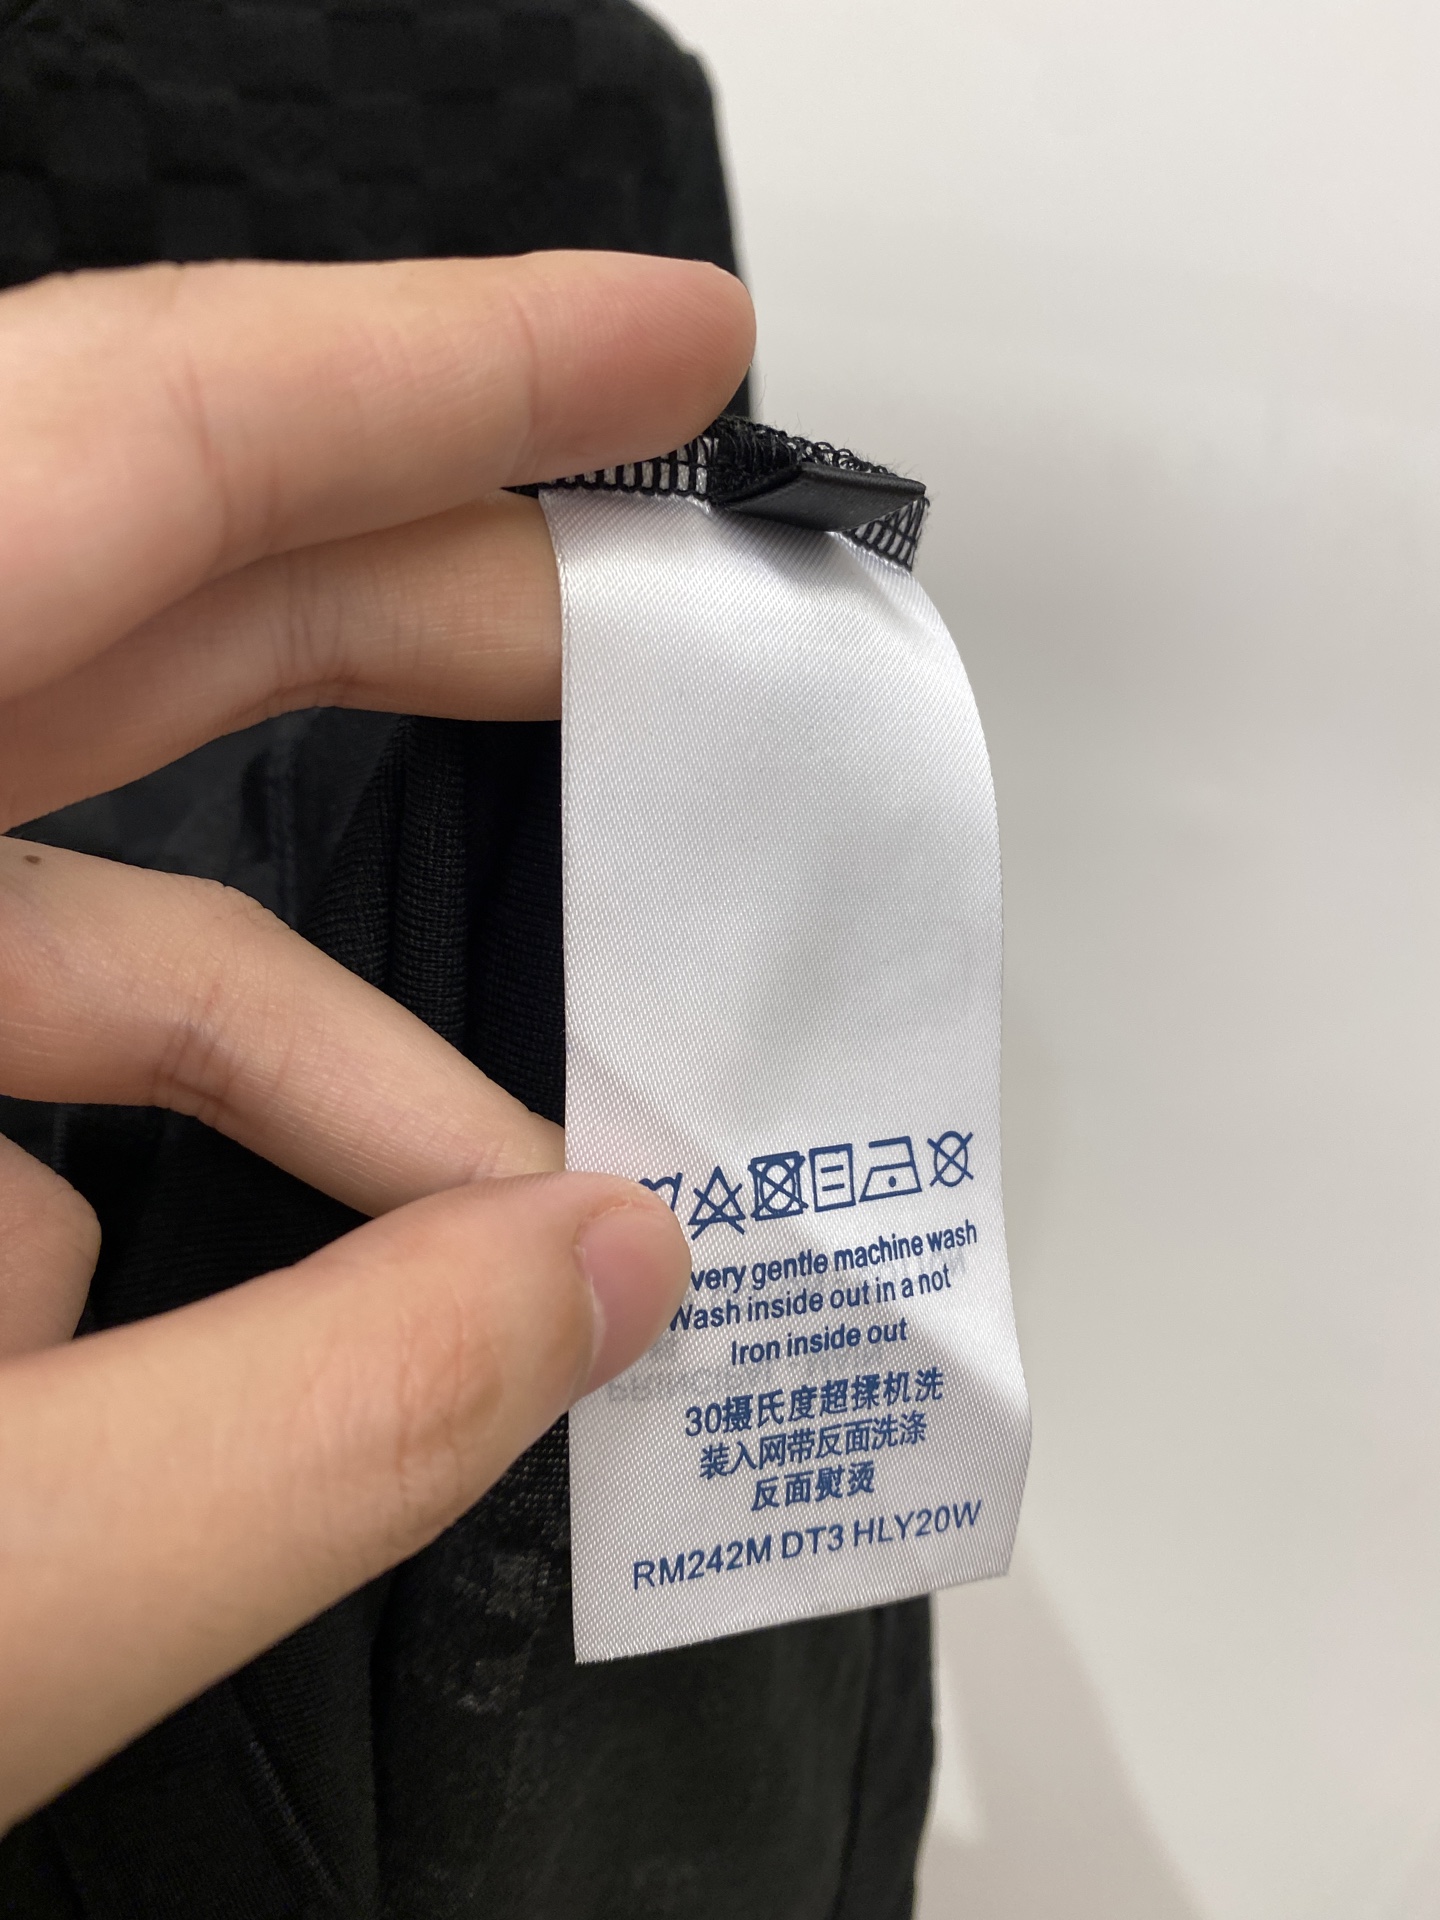 very gentle machine wash
Wash inside out in a not
Iron inside out
30摄氏度超揉机洗
装入网带反面洗涤
反面熨烫
RM242M DT3 HLY20W